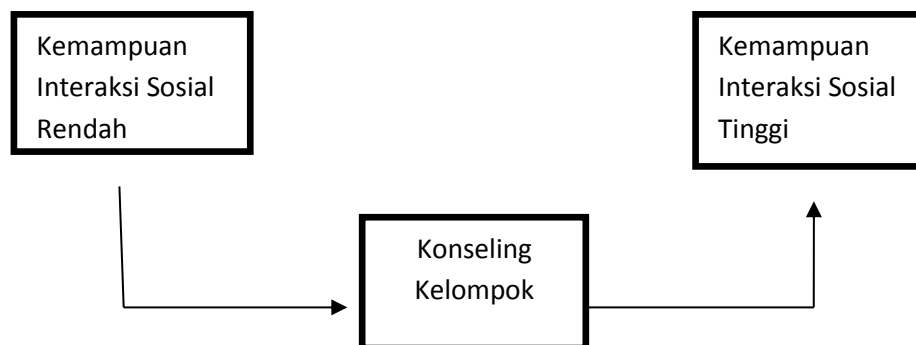 Kemampuan
Interaksi Sosial
Rendah
Kemampuan
Interaksi Sosial
Tinggi
Konseling
Kelompok